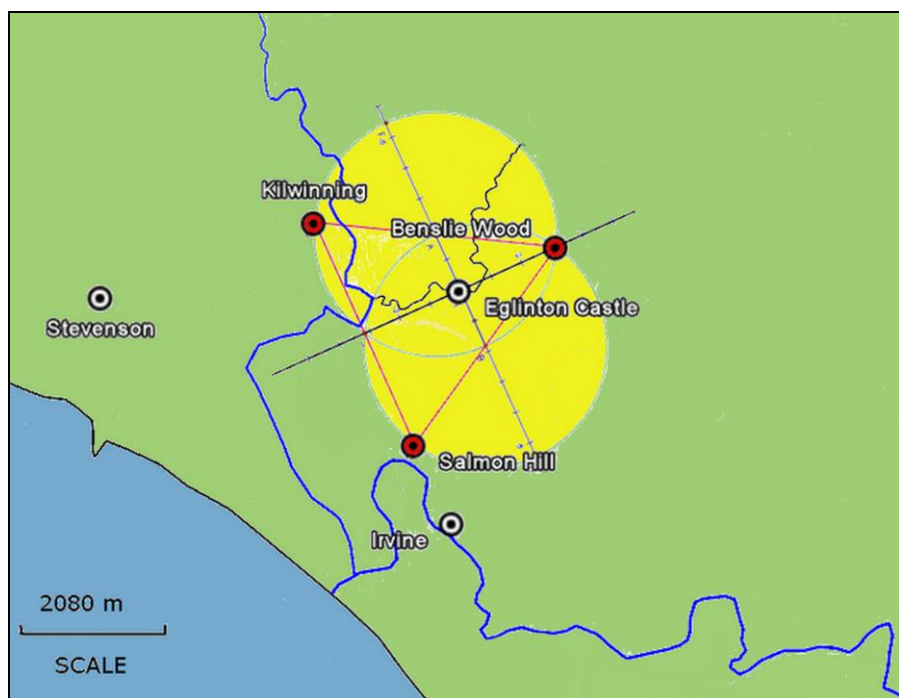 Kilwinning
Benslie Wood
Stevenson
Eglinton Castle
Salmon Hill
Irvine
2080 m
SCALE